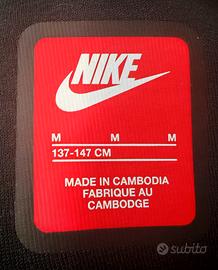 NIKE
M M M
137-147 CM
MADE IN CAMBODIA
FABRIQUE AU
CAMBODGE
subito